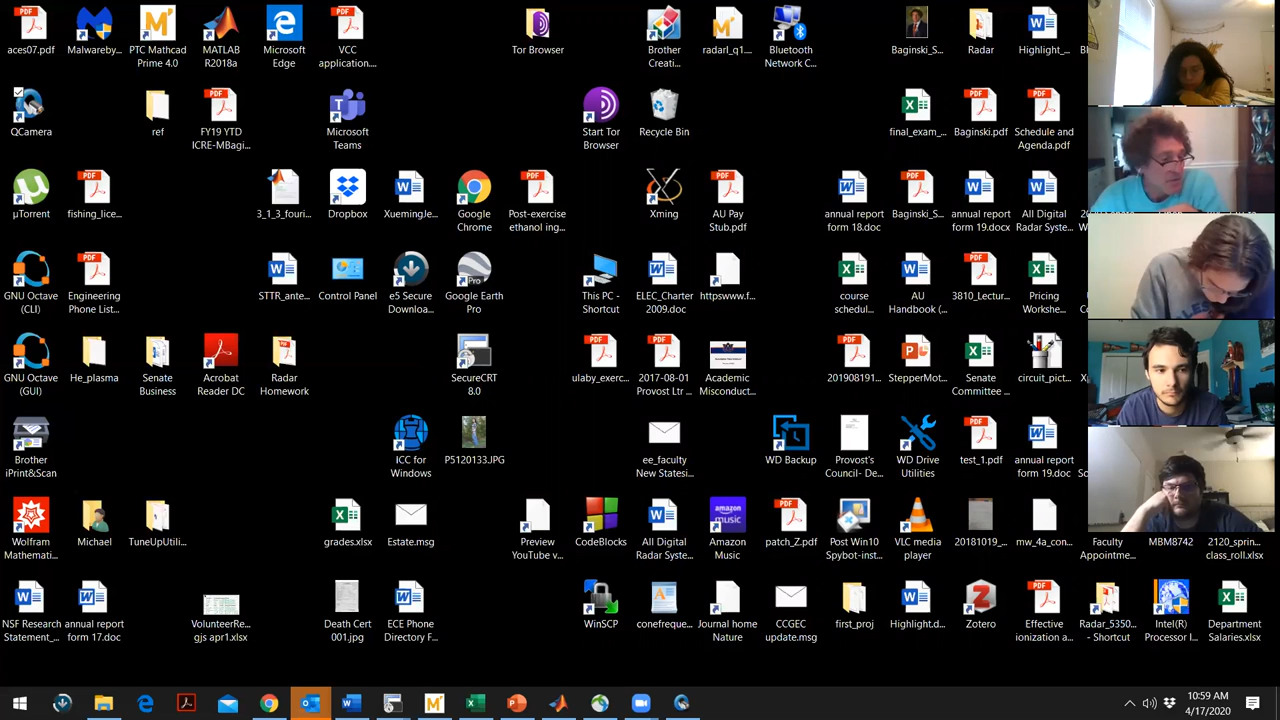 aces07.pdf
Malwareby...
PTC Mathcad
Prime 4.0
MATLAB
R2018a
Microsoft
Edge
VCC
application....
Tor Browser
Brother
Creati...
radarI_q1....
Bluetooth
Network C...
Baginski_S...
Radar
Highlight_...
QCamera
ref
FY19 YTD
ICRE-MBagi...
Microsoft
Teams
Start Tor
Browser
Recycle Bin
final_exam_...
Baginski.pdf
Schedule and
Agenda.pdf
µTorrent
fishing_lice...
3_1_3_fouri...
Dropbox
XuemingJe...
Google
Chrome
Post-exercise
ethanol ing...
Xming
AU Pay
Stub.pdf
annual report
form 18.doc
Baginski_S...
annual report
form 19.docx
All Digital
Radar Syste...
GNU Octave
(CLI)
Engineering
Phone List...
STTR_ante...
Control Panel
e5 Secure
Downloa...
Google Earth
Pro
This PC -
Shortcut
ELEC_Charter
2009.doc
httpswww.f...
course
schedul...
AU
Handbook (...
3810_Lectur...
Pricing
Workshe...
GNU Octave
(GUI)
He_plasma
Senate
Business
Acrobat
Reader DC
Radar
Homework
SecureCRT
8.0
ulaby_exerc...
2017-08-01
Provost Ltr ...
Academic
Misconduct...
201908191...
StepperMot...
Senate
Committee ...
circuit_pict...
Brother
iPrint&Scan
ICC for
Windows
P5120133.JPG
ee_faculty
New Statesi...
WD Backup
Provost's
Council- De...
WD Drive
Utilities
test_1.pdf
annual report
form 19.doc
Wolfram
Mathemati...
Michael
TuneUpUtili...
grades.xlsx
Estate.msg
Preview
YouTube v...
CodeBlocks
All Digital
Radar Syste...
Amazon
Music
patch_Z.pdf
Post Win10
Spybot-inst...
VLC media
player
20181019_...
mw_4a_con...
Faculty
Appointme...
MBM8742
2120_sprin...
class_roll.xlsx
NSF Research
Statement_...
annual report
form 17.doc
VolunteerRe...
gjs apr1.xlsx
Death Cert
001.jpg
ECE Phone
Directory F...
WinSCP
conefreque...
Journal home
Nature
CCGEC
update.msg
first_proj
Highlight.d...
Zotero
Effective
ionization a...
Radar_5350...
- Shortcut
Intel(R)
Processor I...
Department
Salaries.xlsx
10:59 AM
4/17/2020